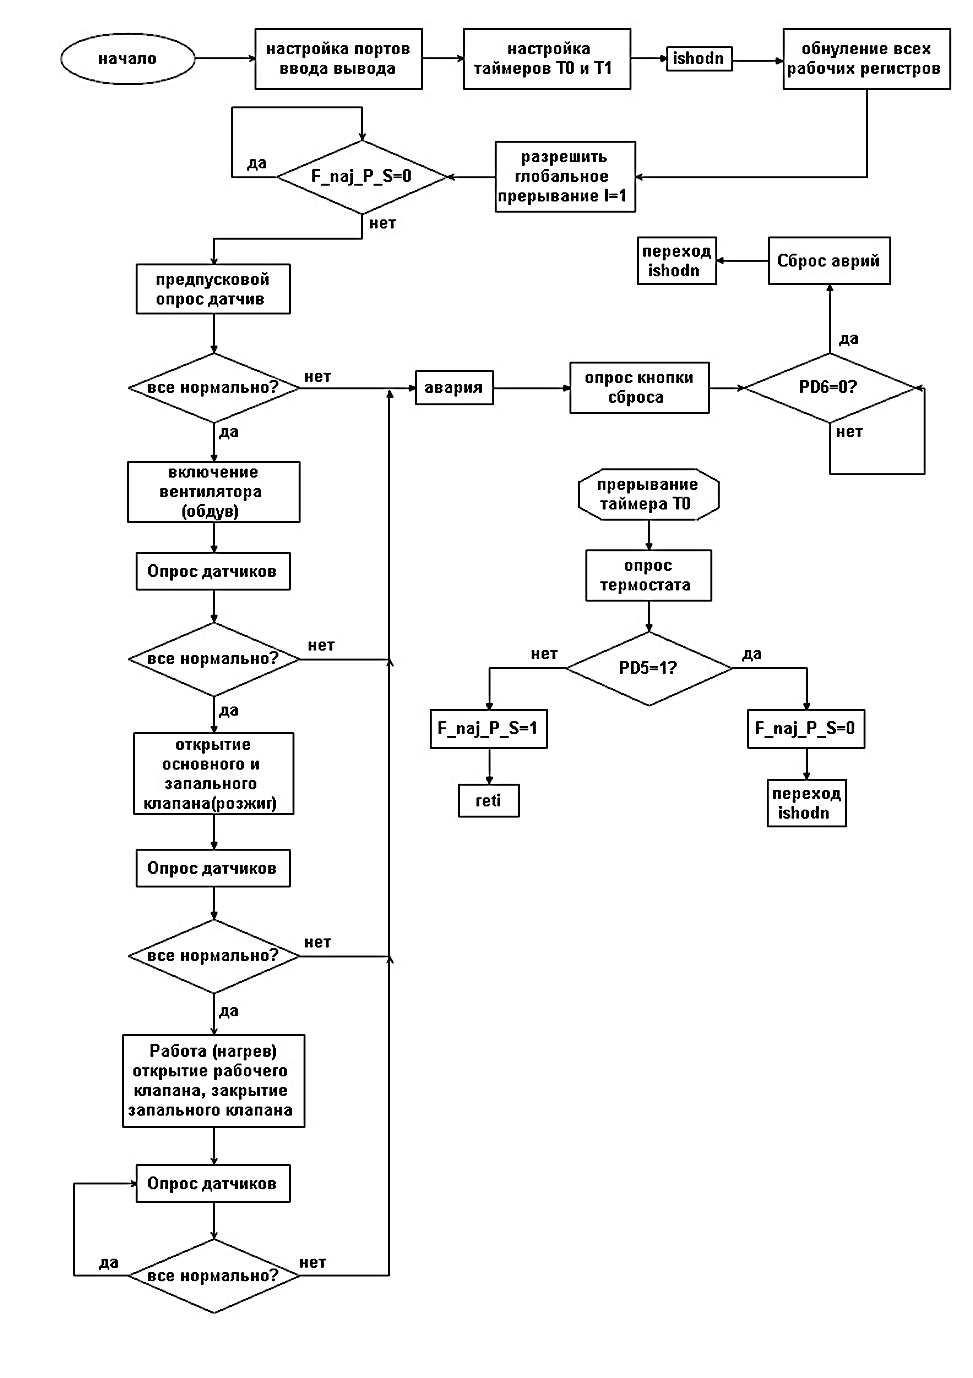 начало
настройка портов
ввода вывода
настройка
таймеров T0 и T1
ishodn
обнуление всех
рабочих регистров
да
F_naj_P_S=0
разрешить
глобальное
прерывание I=1
нет
предпусковой
опрос датчив
переход
ishodn
Сброс аврий
да
все нормально?
нет
авария
опрос кнопки
сброса
PD6=0?
нет
да
включение
вентилятора
(обдув)
прерывание
таймера T0
Опрос датчиков
опрос
термостата
все нормально?
нет
нет
PD5=1?
да
да
F_naj_P_S=1
F_naj_P_S=0
открытие
основного и
запального
клапана(розжиг)
reti
переход
ishodn
Опрос датчиков
все нормально?
нет
да
Работа (нагрев)
открытие рабочего
клапана, закрытие
запального клапана
Опрос датчиков
да
все нормально?
нет